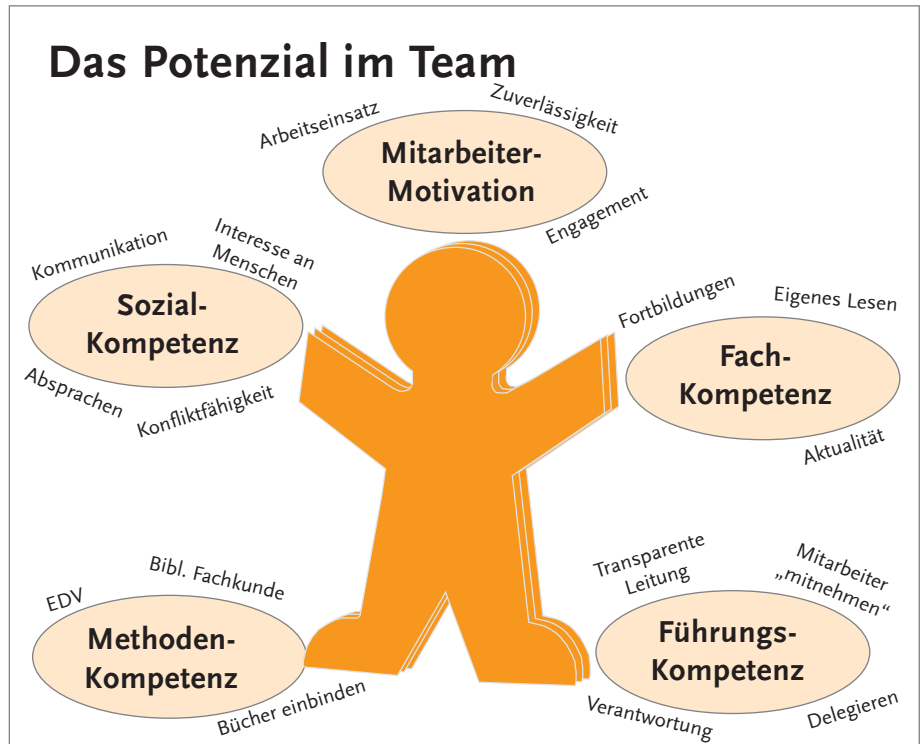 Das Potenzial im Team
Arbeitseinsatz
Zuverlässigkeit
Mitarbeiter-
Motivation
Engagement
Kommunikation
Interesse an
Menschen
Sozial-
Kompetenz
Absprachen
Konfliktfähigkeit
Fortbildungen
Eigenes Lesen
Fach-
Kompetenz
Aktualität
EDV
Bibl. Fachkunde
Methoden-
Kompetenz
Bücher einbinden
Transparente
Leitung
Mitarbeiter
„mitnehmen“
Führungs-
Kompetenz
Verantwortung
Delegieren